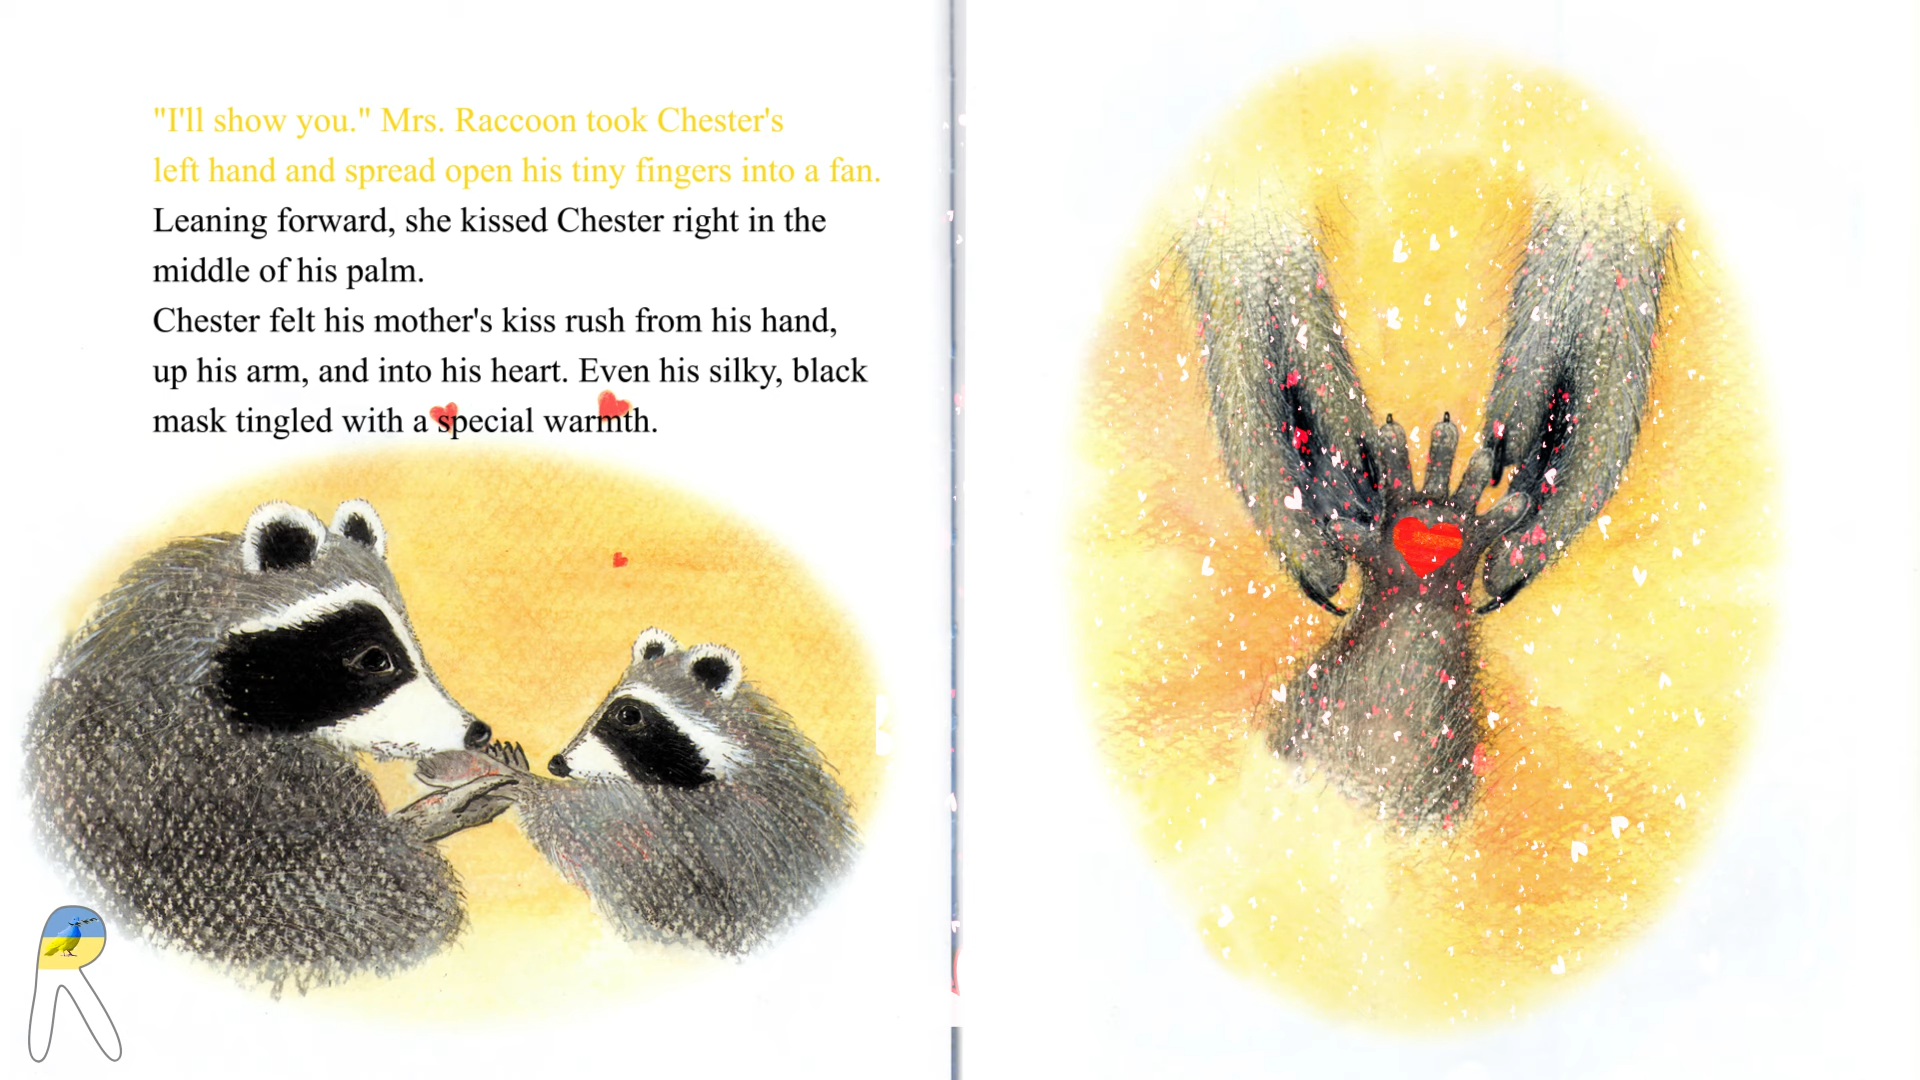 "I'll show you." Mrs. Raccoon took Chester's
left hand and spread open his tiny fingers into a fan.
Leaning forward, she kissed Chester right in the
middle of his palm.
Chester felt his mother's kiss rush from his hand,
up his arm, and into his heart. Even his silky, black
mask tingled with a special warmth.
R